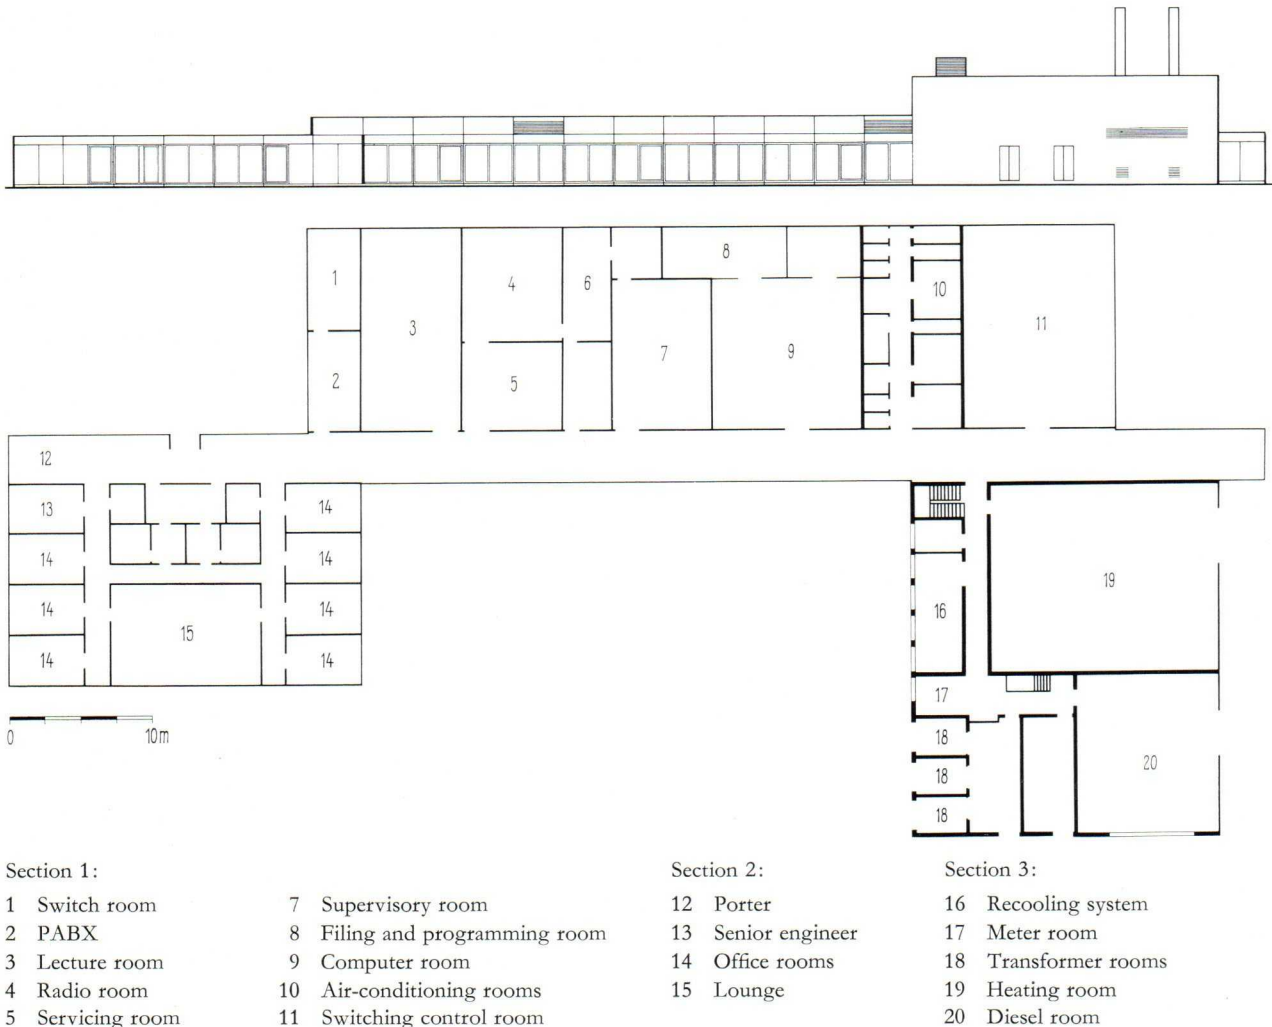 1
2
3
4
5
6
7
8
9
10
11
12
13
14
14
14
14
14
14
14
15
16
17
18
18
18
19
20
0 10m
Section 1:
1 Switch room
2 PABX
3 Lecture room
4 Radio room
5 Servicing room
7 Supervisory room
8 Filing and programming room
9 Computer room
10 Air-conditioning rooms
11 Switching control room
Section 2:
12 Porter
13 Senior engineer
14 Office rooms
15 Lounge
Section 3:
16 Recooling system
17 Meter room
18 Transformer rooms
19 Heating room
20 Diesel room